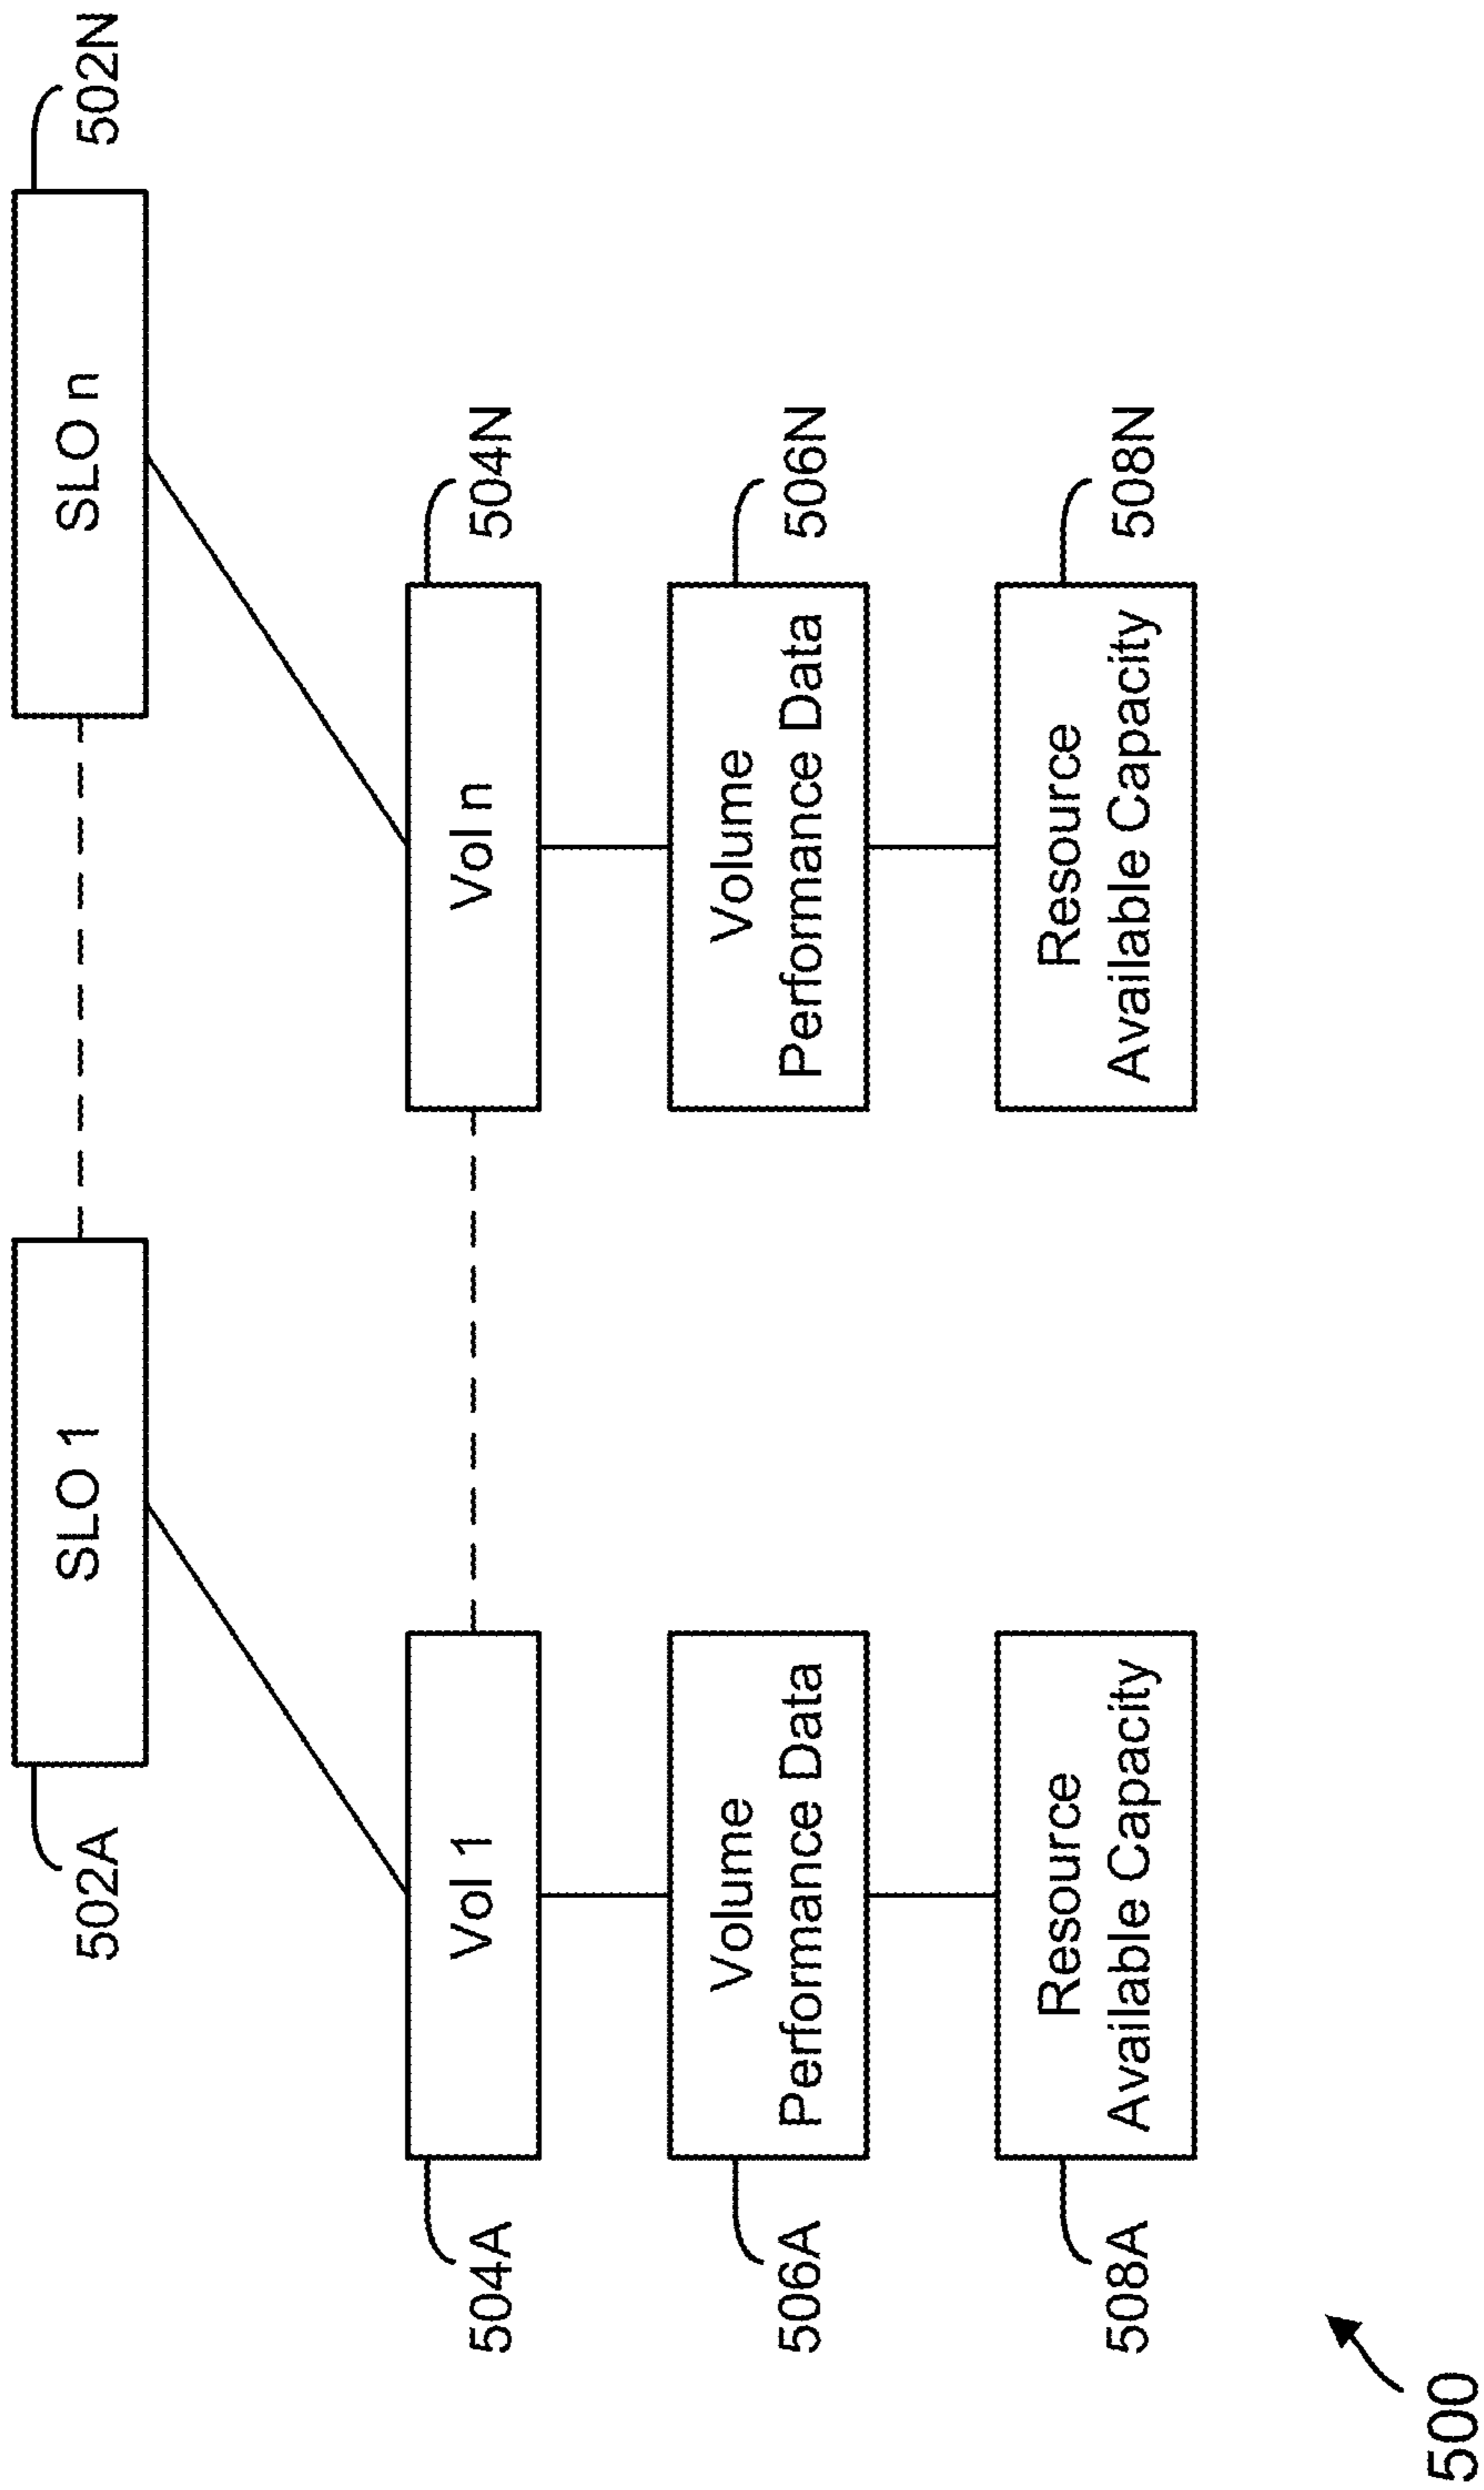 502A
SLO 1
SLO n
502N
504A
Vol 1
Vol n
504N
506A
Volume
Performance Data
Volume
Performance Data
506N
508A
Resource
Available Capacity
Resource
Available Capacity
508N
500